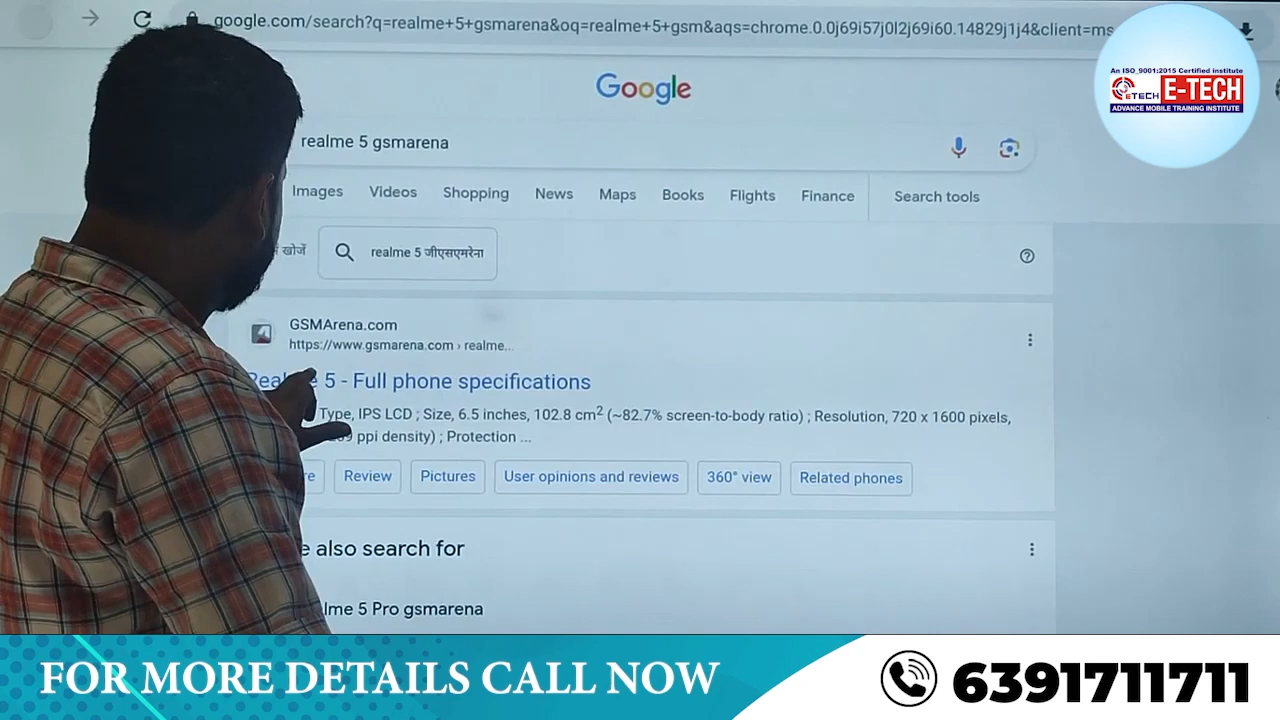 google.com/search?q=realme+5+gsmarena&oq=realme+5+gsm&aqs=chrome.0.0j69i57j0l2j69i60.14829j1j4&client=ms
An ISO_9001:2015 Certified institute
ETECH E-TECH
ADVANCE MOBILE TRAINING INSTITUTE
Google
realme 5 gsmarena
Images Videos Shopping News Maps Books Flights Finance Search tools
खोजें realme 5 जीएसएमरेना
GSMArena.com
https://www.gsmarena.com › realme...
5 - Full phone specifications
Type, IPS LCD ; Size, 6.5 inches, 102.8 cm2 (~82.7% screen-to-body ratio) ; Resolution, 720 x 1600 pixels,
ppi density) ; Protection ...
Review Pictures User opinions and reviews 360° view Related phones
also search for
lme 5 Pro gsmarena
FOR MORE DETAILS CALL NOW 6391711711